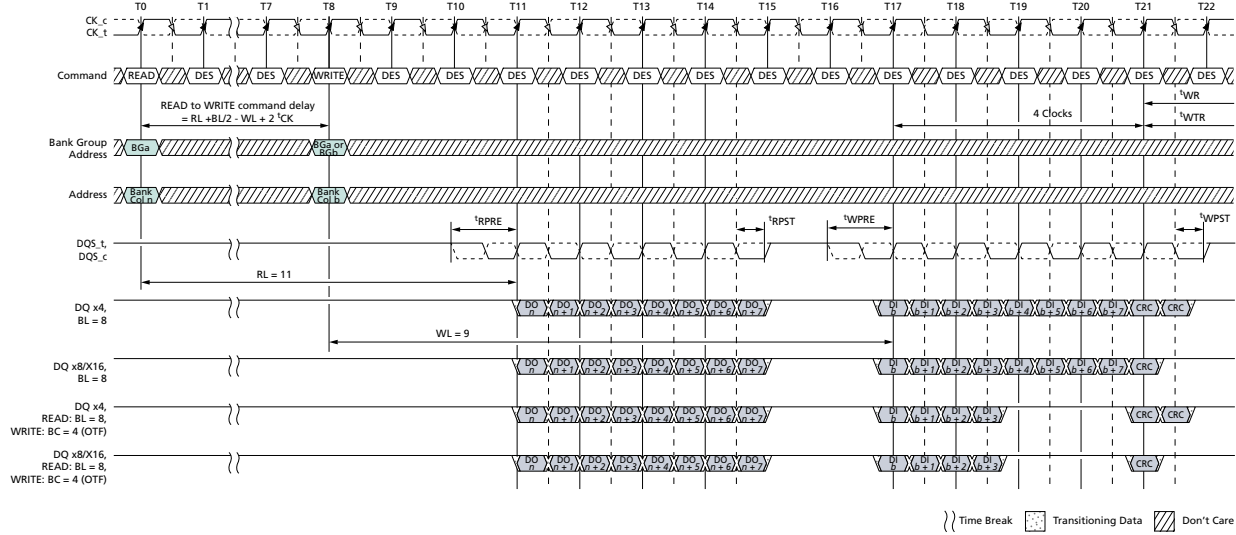 T0 T1 T7 T8 T9 T10 T11 T12 T13 T14 T15 T16 T17 T18 T19 T20 T21 T22
CK_c
CK_t
Command READ DES DES WRITE DES DES DES DES DES DES DES DES DES DES DES DES DES DES
READ to WRITE command delay
= RL +BL/2 - WL + 2 tCK
tWR
4 Clocks
tWTR
Bank Group
Address
BGa
BGa or
BGb
Address
Bank
Col n
Bank
Col b
tRPRE tRPST tWPRE tWPST
DQS_t,
DQS_c
RL = 11
DQ x4,
BL = 8
DO n DO n + 1 DO n + 2 DO n + 3 DO n + 4 DO n + 5 DO n + 6 DO n + 7 DI b DI b + 1 DI b + 2 DI b + 3 DI b + 4 DI b + 5 DI b + 6 DI b + 7 CRC CRC
WL = 9
DQ x8/X16,
BL = 8
DO n DO n + 1 DO n + 2 DO n + 3 DO n + 4 DO n + 5 DO n + 6 DO n + 7 DI b DI b + 1 DI b + 2 DI b + 3 DI b + 4 DI b + 5 DI b + 6 DI b + 7 CRC
DQ x4,
READ: BL = 8,
WRITE: BC = 4 (OTF)
DO n DO n + 1 DO n + 2 DO n + 3 DO n + 4 DO n + 5 DO n + 6 DO n + 7 DI b DI b + 1 DI b + 2 DI b + 3 CRC CRC
DQ x8/X16,
READ: BL = 8,
WRITE: BC = 4 (OTF)
DO n DO n + 1 DO n + 2 DO n + 3 DO n + 4 DO n + 5 DO n + 6 DO n + 7 DI b DI b + 1 DI b + 2 DI b + 3 CRC
Time Break Transitioning Data Don't Care